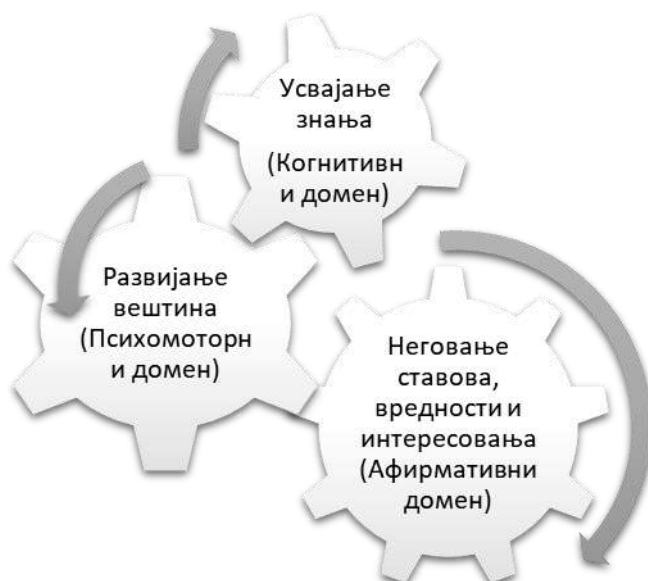 Усвајање
знања
(Когнитивн
и домен)
Развијање
вештина
(Психомоторн
и домен)
Неговање
ставова,
вредности и
интересовања
(Афирмативни
домен)